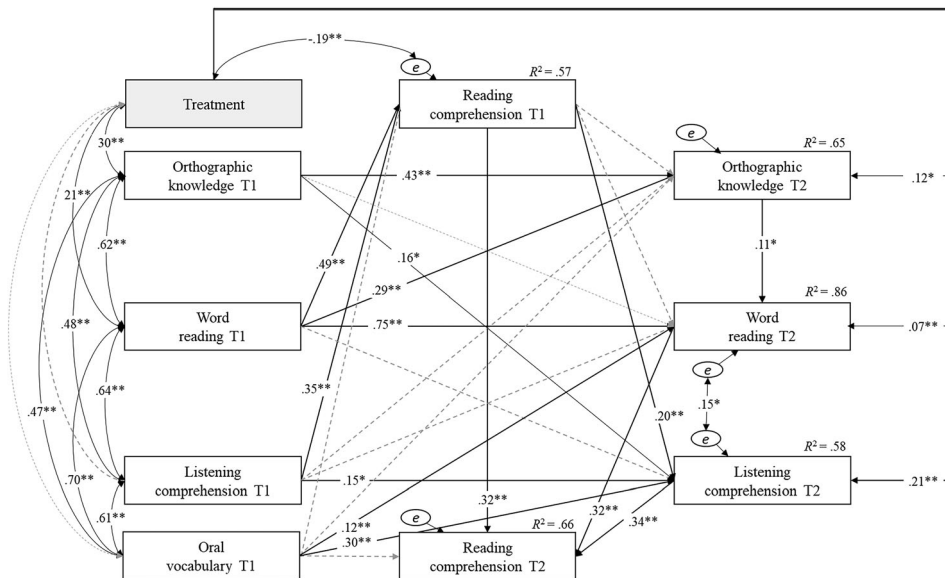 -.19**
e
R² = .57
Treatment
Reading
comprehension T1
30**
e
R² = .65
Orthographic
knowledge T1
.43**
Orthographic
knowledge T2
.12*
21**
.62**
.49**
.16*
.11*
.29**
R² = .86
Word
reading T1
.75**
Word
reading T2
.07**
.48**
.64**
.35**
e
.15*
.47**
.20**
e
R² = .58
Listening
comprehension T1
.15*
Listening
comprehension T2
.21**
.70**
.61**
.32**
.32**
.34**
.12**
e
R² = .66
.30**
Oral
vocabulary T1
Reading
comprehension T2